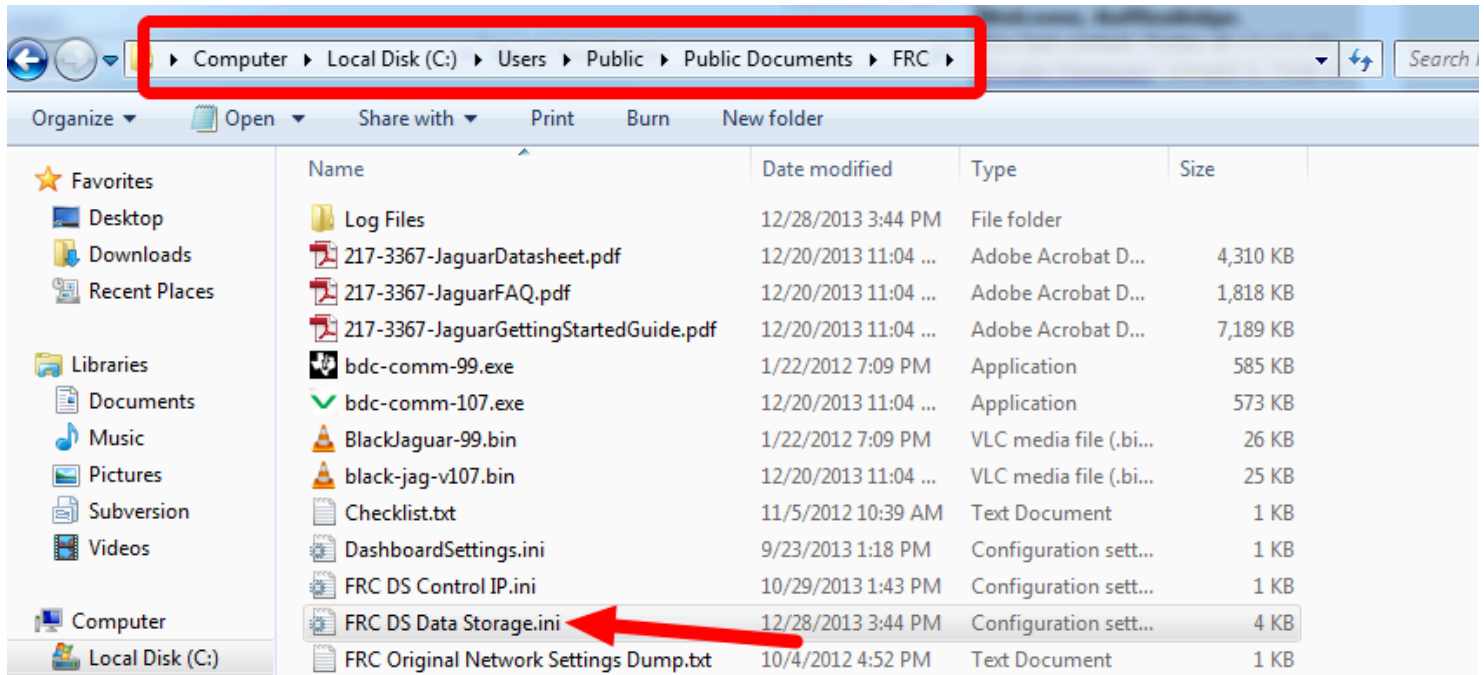 Computer Local Disk (C:) Users Public Public Documents FRC
Search
Organize Open Share with Print Burn New folder
Name Date modified Type Size
Favorites
Desktop
Downloads
Recent Places
Libraries
Documents
Music
Pictures
Subversion
Videos
Computer
Local Disk (C:)
Log Files 12/28/2013 3:44 PM File folder
217-3367-JaguarDatasheet.pdf 12/20/2013 11:04 ... Adobe Acrobat D... 4,310 KB
217-3367-JaguarFAQ.pdf 12/20/2013 11:04 ... Adobe Acrobat D... 1,818 KB
217-3367-JaguarGettingStartedGuide.pdf 12/20/2013 11:04 ... Adobe Acrobat D... 7,189 KB
bdc-comm-99.exe 1/22/2012 7:09 PM Application 585 KB
bdc-comm-107.exe 12/20/2013 11:04 ... Application 573 KB
BlackJaguar-99.bin 1/22/2012 7:09 PM VLC media file (.bi... 26 KB
black-jag-v107.bin 12/20/2013 11:04 ... VLC media file (.bi... 25 KB
Checklist.txt 11/5/2012 10:39 AM Text Document 1 KB
DashboardSettings.ini 9/23/2013 1:18 PM Configuration sett... 1 KB
FRC DS Control IP.ini 10/29/2013 1:43 PM Configuration sett... 1 KB
FRC DS Data Storage.ini 12/28/2013 3:44 PM Configuration sett... 4 KB
FRC Original Network Settings Dump.txt 10/4/2012 4:52 PM Text Document 1 KB